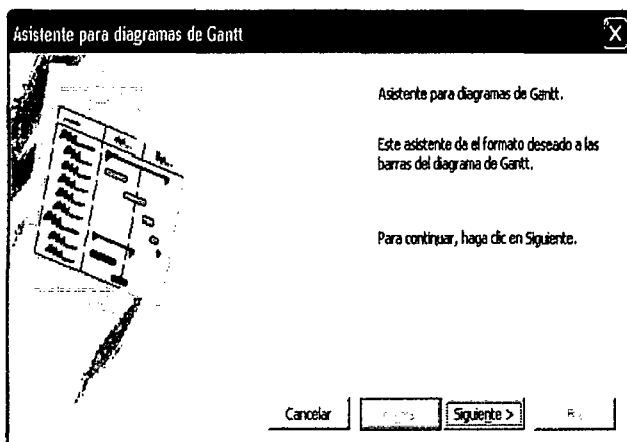 Asistente para diagramas de Gantt
Asistente para diagramas de Gantt.
Este asistente da el formato deseado a las
barras del diagrama de Gantt.
Para continuar, haga clic en Siguiente.
Cancelar
Siguiente >